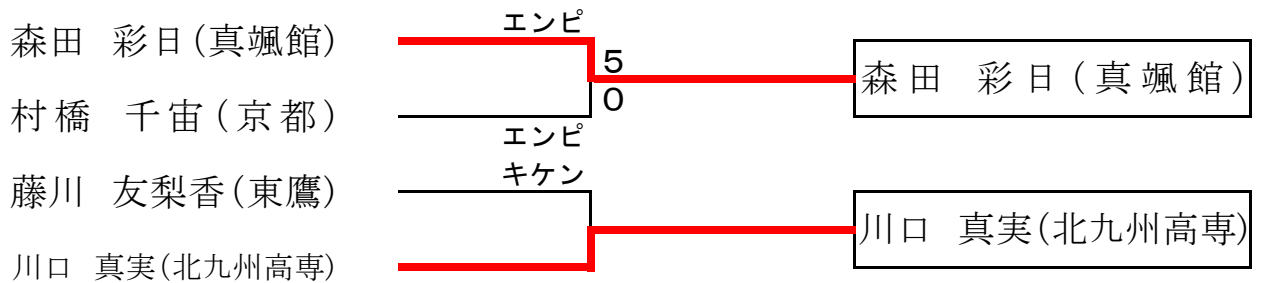 エンピ
森田 彩日(真颯館)
5
森田 彩日(真颯館)
0
村橋 千宙(京都)
エンピ
キケン
藤川 友梨香(東鷹)
川口 真実(北九州高専)
川口 真実(北九州高専)